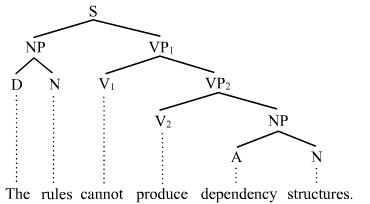 S
NP VP₁
D N V₁ VP₂
V₂ NP
A N
The rules cannot produce dependency structures.